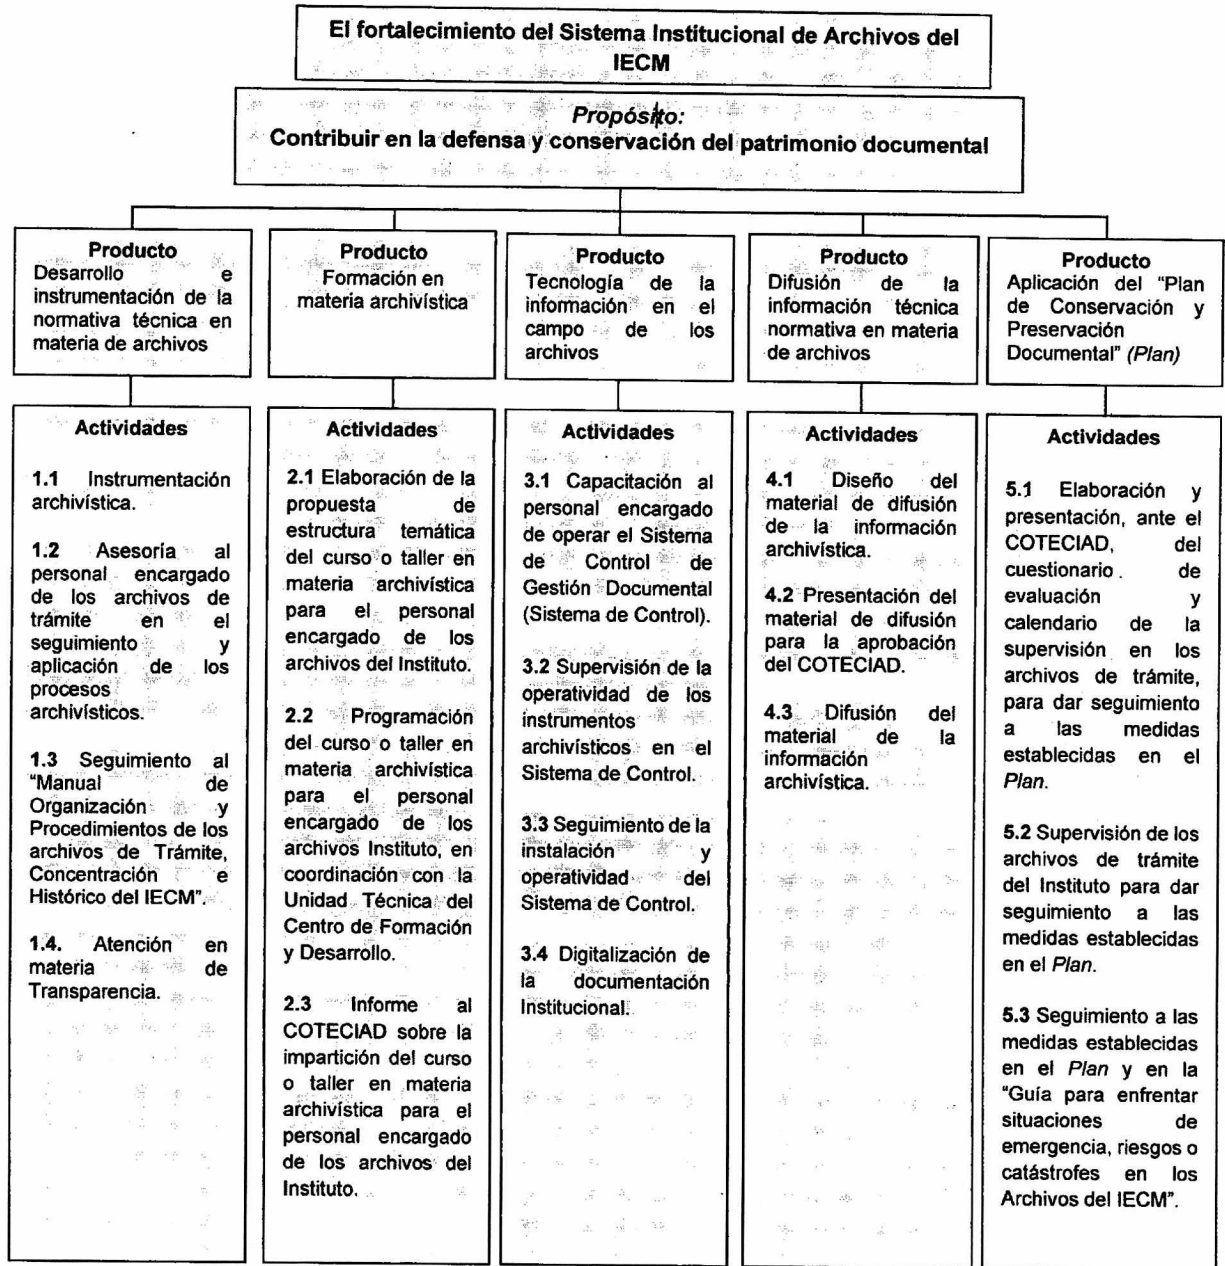 El fortalecimiento del Sistema Institucional de Archivos del
IECM
Propósito:
Contribuir en la defensa y conservación del patrimonio documental
Producto
Desarrollo e
instrumentación de la
normativa técnica en
materia de archivos
Producto
Formación en
materia archivística
Producto
Tecnología de la
información en el
campo de los
archivos
Producto
Difusión de la
información técnica
normativa en materia
de archivos
Producto
Aplicación del "Plan
de Conservación y
Preservación
Documental" (Plan)
Actividades
1.1 Instrumentación
archivística.
1.2 Asesoría al
personal encargado
de los archivos de
trámite en el
seguimiento y
aplicación de los
procesos
archivísticos.
1.3 Seguimiento al
"Manual de
Organización y
Procedimientos de los
archivos de Trámite,
Concentración e
Histórico del IECM".
1.4. Atención en
materia de
Transparencia.
Actividades
2.1 Elaboración de la
propuesta de
estructura temática
del curso o taller en
materia archivística
para el personal
encargado de los
archivos del Instituto.
2.2 Programación
del curso o taller en
materia archivística
para el personal
encargado de los
archivos Instituto, en
coordinación con la
Unidad Técnica del
Centro de Formación
y Desarrollo.
2.3 Informe al
COTECIAD sobre la
impartición del curso
o taller en materia
archivística para el
personal encargado
de los archivos del
Instituto.
Actividades
3.1 Capacitación al
personal encargado
de operar el Sistema
de Control de
Gestión Documental
(Sistema de Control).
3.2 Supervisión de la
operatividad de los
instrumentos
archivísticos en el
Sistema de Control.
3.3 Seguimiento de la
instalación y
operatividad del
Sistema de Control.
3.4 Digitalización de
la documentación
Institucional.
Actividades
4.1 Diseño del
material de difusión
de la información
archivística.
4.2 Presentación del
material de difusión
para la aprobación
del COTECIAD.
4.3 Difusión del
material de la
información
archivística.
Actividades
5.1 Elaboración y
presentación, ante el
COTECIAD, del
cuestionario de
evaluación y
calendario de la
supervisión en los
archivos de trámite,
para dar seguimiento
a las medidas
establecidas en el
Plan.
5.2 Supervisión de los
archivos de trámite
del Instituto para dar
seguimiento a las
medidas establecidas
en el Plan.
5.3 Seguimiento a las
medidas establecidas
en el Plan y en la
"Guía para enfrentar
situaciones de
emergencia, riesgos o
catástrofes en los
Archivos del IECM".